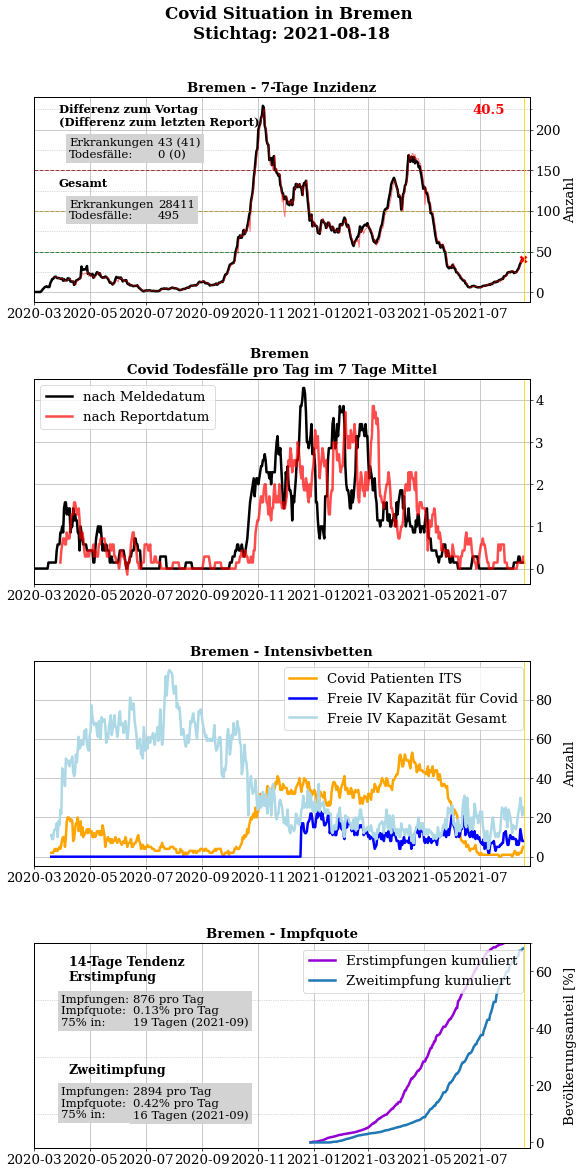 Covid Situation in Bremen
Stichtag: 2021-08-18
Bremen - 7-Tage Inzidenz
Differenz zum Vortag
(Differenz zum letzten Report)
Erkrankungen 43 (41)
Todesfälle: 0 (0)
Gesamt
Erkrankungen 28411
Todesfälle: 495
40.5
200
150
100
50
0
Anzahl
2020-03 2020-05 2020-07 2020-09 2020-11 2021-01 2021-03 2021-05 2021-07
Bremen
Covid Todesfälle pro Tag im 7 Tage Mittel
nach Meldedatum
nach Reportdatum
4
3
2
1
0
2020-03 2020-05 2020-07 2020-09 2020-11 2021-01 2021-03 2021-05 2021-07
Bremen - Intensivbetten
Covid Patienten ITS
Freie IV Kapazität für Covid
Freie IV Kapazität Gesamt
80
60
40
20
0
Anzahl
2020-03 2020-05 2020-07 2020-09 2020-11 2021-01 2021-03 2021-05 2021-07
Bremen - Impfquote
14-Tage Tendenz
Erstimpfung
Impfungen: 876 pro Tag
Impfquote: 0.13% pro Tag
75% in: 19 Tagen (2021-09)
Zweitimpfung
Impfungen: 2894 pro Tag
Impfquote: 0.42% pro Tag
75% in: 16 Tagen (2021-09)
Erstimpfungen kumuliert
Zweitimpfung kumuliert
60
40
20
0
Bevölkerungsanteil [%]
2020-03 2020-05 2020-07 2020-09 2020-11 2021-01 2021-03 2021-05 2021-07